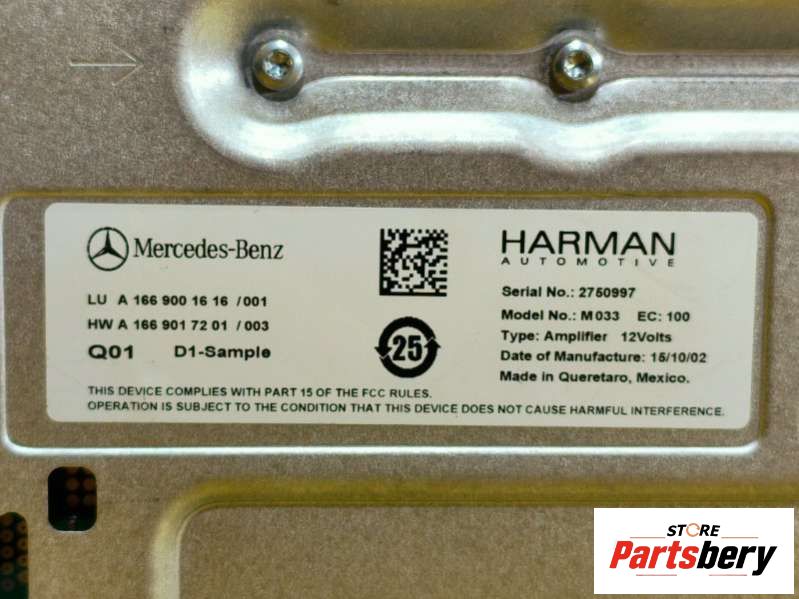 Mercedes-Benz
LU A 166 900 16 16 /001
HW A 166 901 72 01 /003
Q01 D1-Sample
25
HARMAN
AUTOMOTIVE
Serial No.: 2750997
Model No.: M033 EC: 100
Type: Amplifier 12Volts
Date of Manufacture: 15/10/02
Made in Queretaro, Mexico.
THIS DEVICE COMPLIES WITH PART 15 OF THE FCC RULES.
OPERATION IS SUBJECT TO THE CONDITION THAT THIS DEVICE DOES NOT CAUSE HARMFUL INTERFERENCE.
STORE
Partsbery